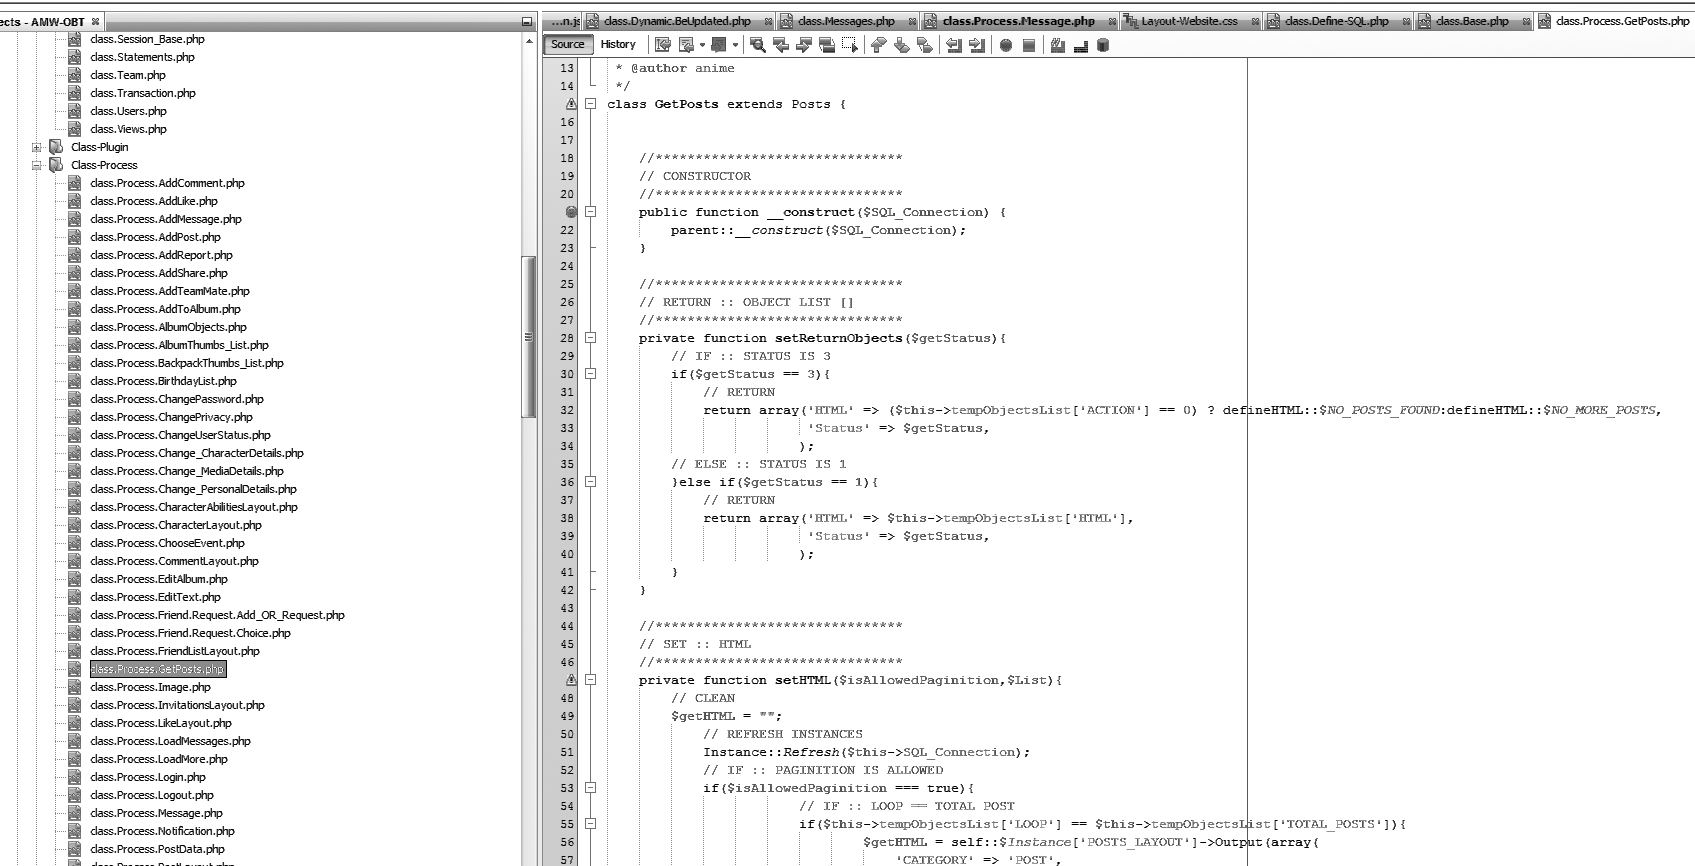 ects - AMW-OBT
class.Session_Base.php
class.Statements.php
class.Team.php
class.Transaction.php
class.Users.php
class.Views.php
Class-Plugin
Class-Process
class.Process.AddComment.php
class.Process.AddLike.php
class.Process.AddMessage.php
class.Process.AddPost.php
class.Process.AddReport.php
class.Process.AddShare.php
class.Process.AddTeamMate.php
class.Process.AddToAlbum.php
class.Process.AlbumObjects.php
class.Process.AlbumThumbs_List.php
class.Process.BackpackThumbs_List.php
class.Process.BirthdayList.php
class.Process.ChangePassword.php
class.Process.ChangePrivacy.php
class.Process.ChangeUserStatus.php
class.Process.Change_CharacterDetails.php
class.Process.Change_MediaDetails.php
class.Process.Change_PersonalDetails.php
class.Process.CharacterAbilitiesLayout.php
class.Process.CharacterLayout.php
class.Process.ChooseEvent.php
class.Process.CommentLayout.php
class.Process.EditAlbum.php
class.Process.EditText.php
class.Process.Friend.Request.Add_OR_Request.php
class.Process.Friend.Request.Choice.php
class.Process.FriendListLayout.php
class.Process.GetPosts.php
class.Process.Image.php
class.Process.InvitationsLayout.php
class.Process.LikeLayout.php
class.Process.LoadMessages.php
class.Process.LoadMore.php
class.Process.Login.php
class.Process.Logout.php
class.Process.Message.php
class.Process.Notification.php
class.Process.PostData.php
class.Process.PostLayout.php
...n.js class.Dynamic.BeUpdated.php class.Messages.php class.Process.Message.php Layout-Website.css class.Define-SQL.php class.Base.php class.Process.GetPosts.php
Source History
13 * @author anime
14 */
class GetPosts extends Posts {
16
17
18 //*******************************
19 // CONSTRUCTOR
20 //*******************************
public function __construct($SQL_Connection) {
22 parent::__construct($SQL_Connection);
23 }
24
25 //*******************************
26 // RETURN :: OBJECT LIST []
27 //*******************************
28 private function setReturnObjects($getStatus){
29 // IF :: STATUS IS 3
30 if($getStatus == 3){
31 // RETURN
32 return array('HTML' => ($this->tempObjectsList['ACTION'] == 0) ? defineHTML::$NO_POSTS_FOUND:defineHTML::$NO_MORE_POSTS,
33 'Status' => $getStatus,
34 );
35 // ELSE :: STATUS IS 1
36 }else if($getStatus == 1){
37 // RETURN
38 return array('HTML' => $this->tempObjectsList['HTML'],
39 'Status' => $getStatus,
40 );
41 }
42 }
43
44 //*******************************
45 // SET :: HTML
46 //*******************************
private function setHTML($isAllowedPaginition,$List){
48 // CLEAN
49 $getHTML = "";
50 // REFRESH INSTANCES
51 Instance::Refresh($this->SQL_Connection);
52 // IF :: PAGINITION IS ALLOWED
53 if($isAllowedPaginition === true){
54 // IF :: LOOP == TOTAL POST
55 if($this->tempObjectsList['LOOP'] == $this->tempObjectsList['TOTAL_POSTS']){
56 $getHTML = self::$Instance['POSTS_LAYOUT']->Output(array(
57 'CATEGORY' => 'POST',